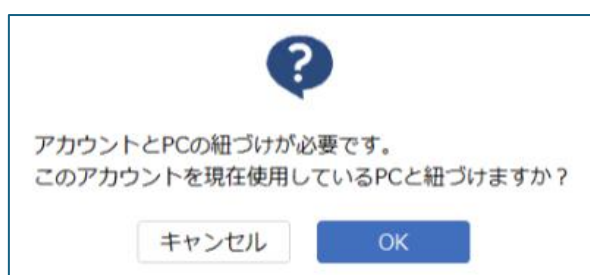 ?
アカウントとPCの紐づけが必要です。
このアカウントを現在使用しているPCと紐づけますか？
キャンセル OK